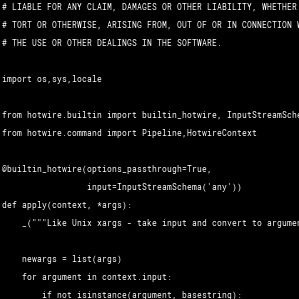 # LIABLE FOR ANY CLAIM, DAMAGES OR OTHER LIABILITY, WHETHER
# TORT OR OTHERWISE, ARISING FROM, OUT OF OR IN CONNECTION W
# THE USE OR OTHER DEALINGS IN THE SOFTWARE.
import os,sys,locale
from hotwire.builtin import builtin_hotwire, InputStreamSche
from hotwire.command import Pipeline,HotwireContext
@builtin_hotwire(options_passthrough=True,
                 input=InputStreamSchema('any'))
def apply(context, *args):
    _("""Like Unix xargs - take input and convert to argumen
    newargs = list(args)
    for argument in context.input:
        if not isinstance(argument, basestring):